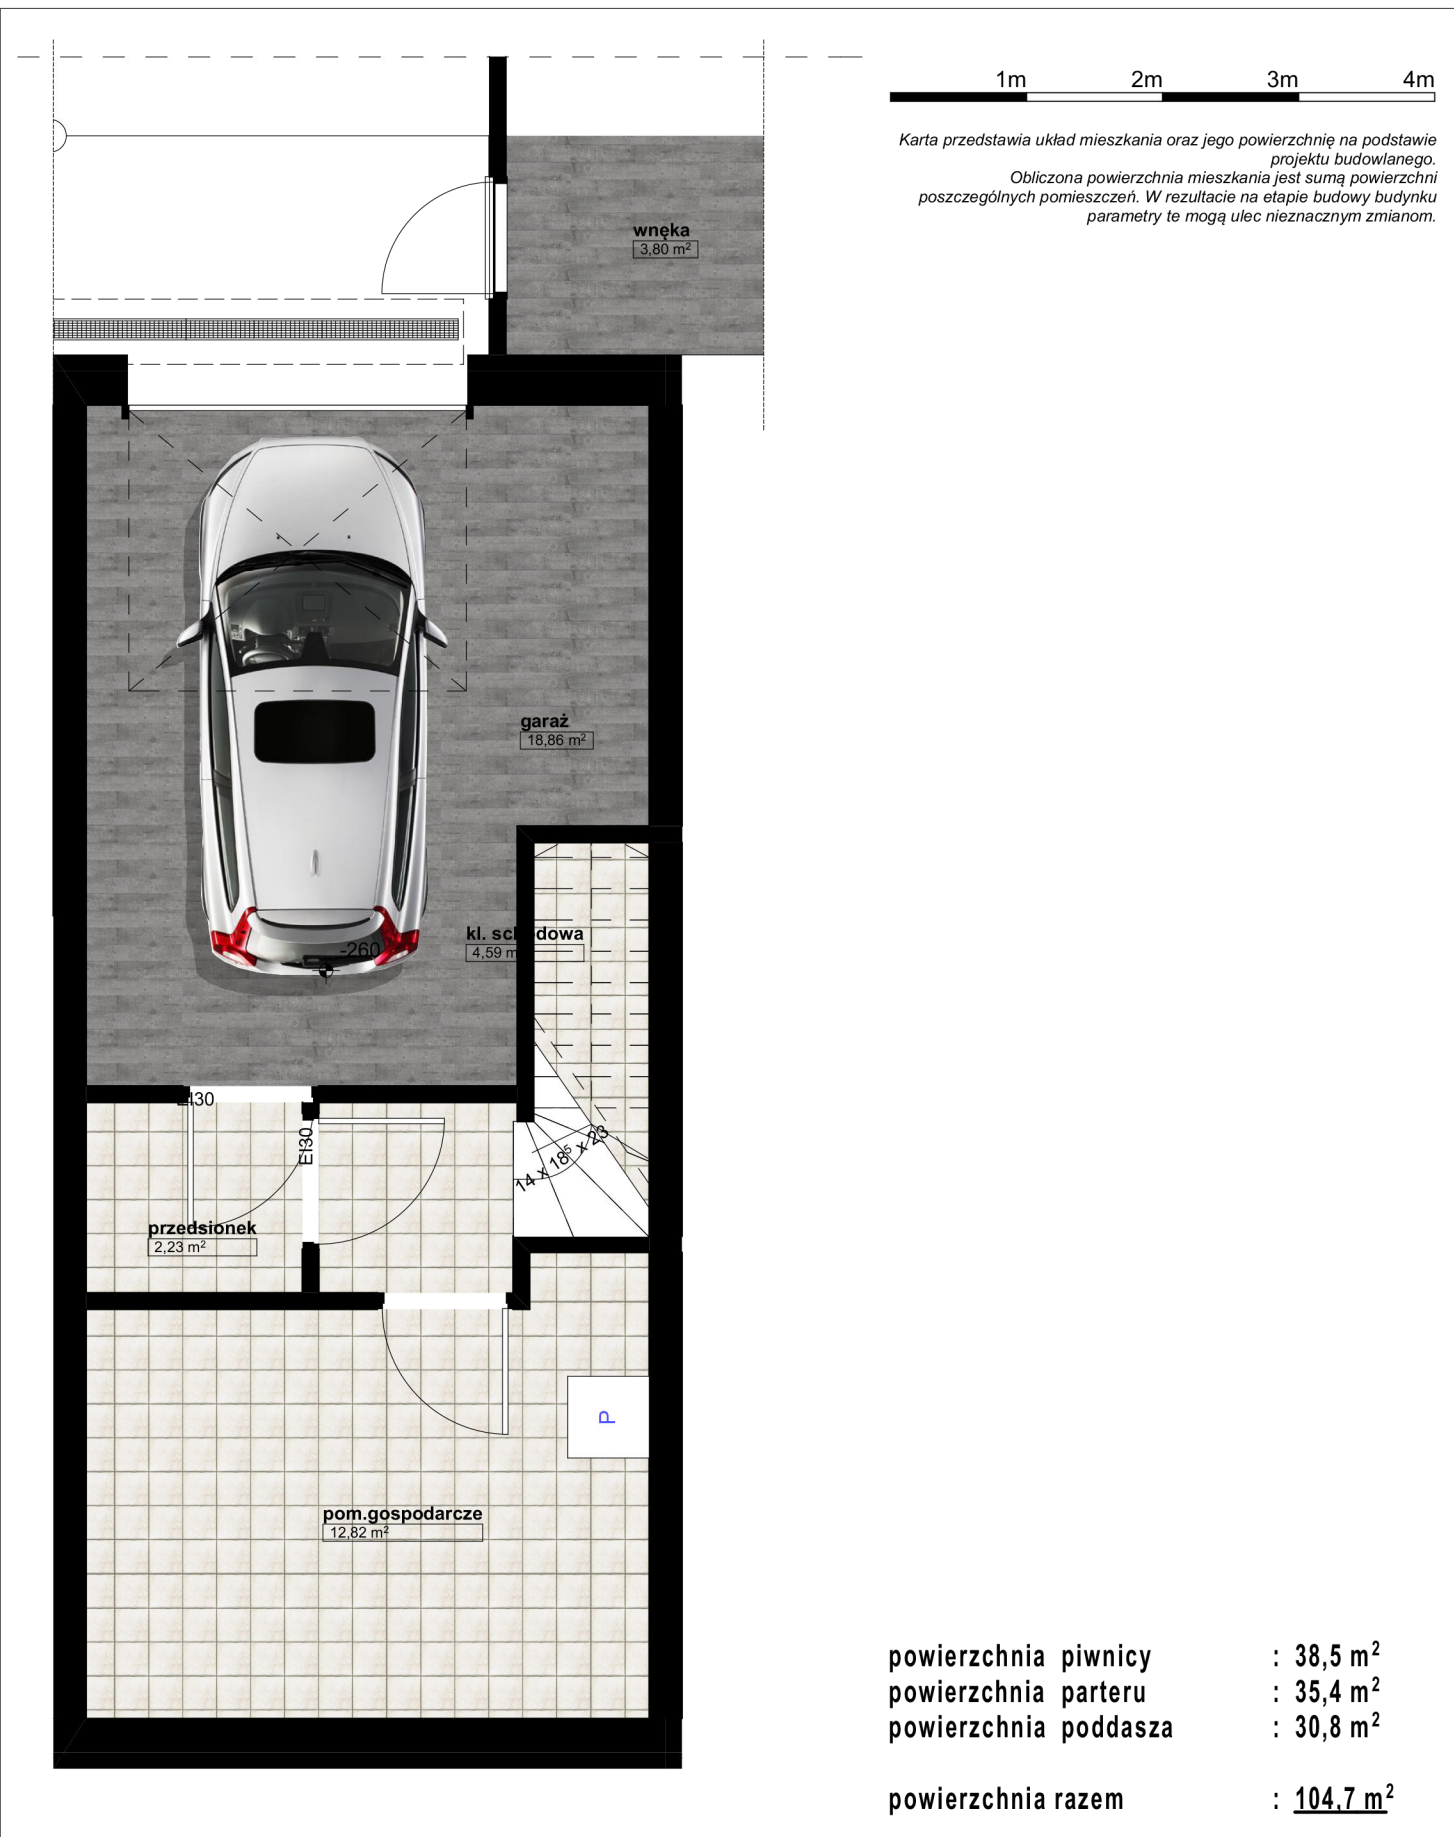 1m 2m 3m 4m
Karta przedstawia układ mieszkania oraz jego powierzchnię na podstawie
projektu budowlanego.
Obliczona powierzchnia mieszkania jest sumą powierzchni
poszczególnych pomieszczeń. W rezultacie na etapie budowy budynku
parametry te mogą ulec nieznacznym zmianom.
wnęka
3,80 m²
garaż
18,86 m²
kl. schodowa
4,59 m²
-260
EI30
EI30
14 x 18⁵ x 23
przedsionek
2,23 m²
P
pom.gospodarcze
12,82 m²
powierzchnia piwnicy : 38,5 m²
powierzchnia parteru : 35,4 m²
powierzchnia poddasza : 30,8 m²
powierzchnia razem : 104,7 m²